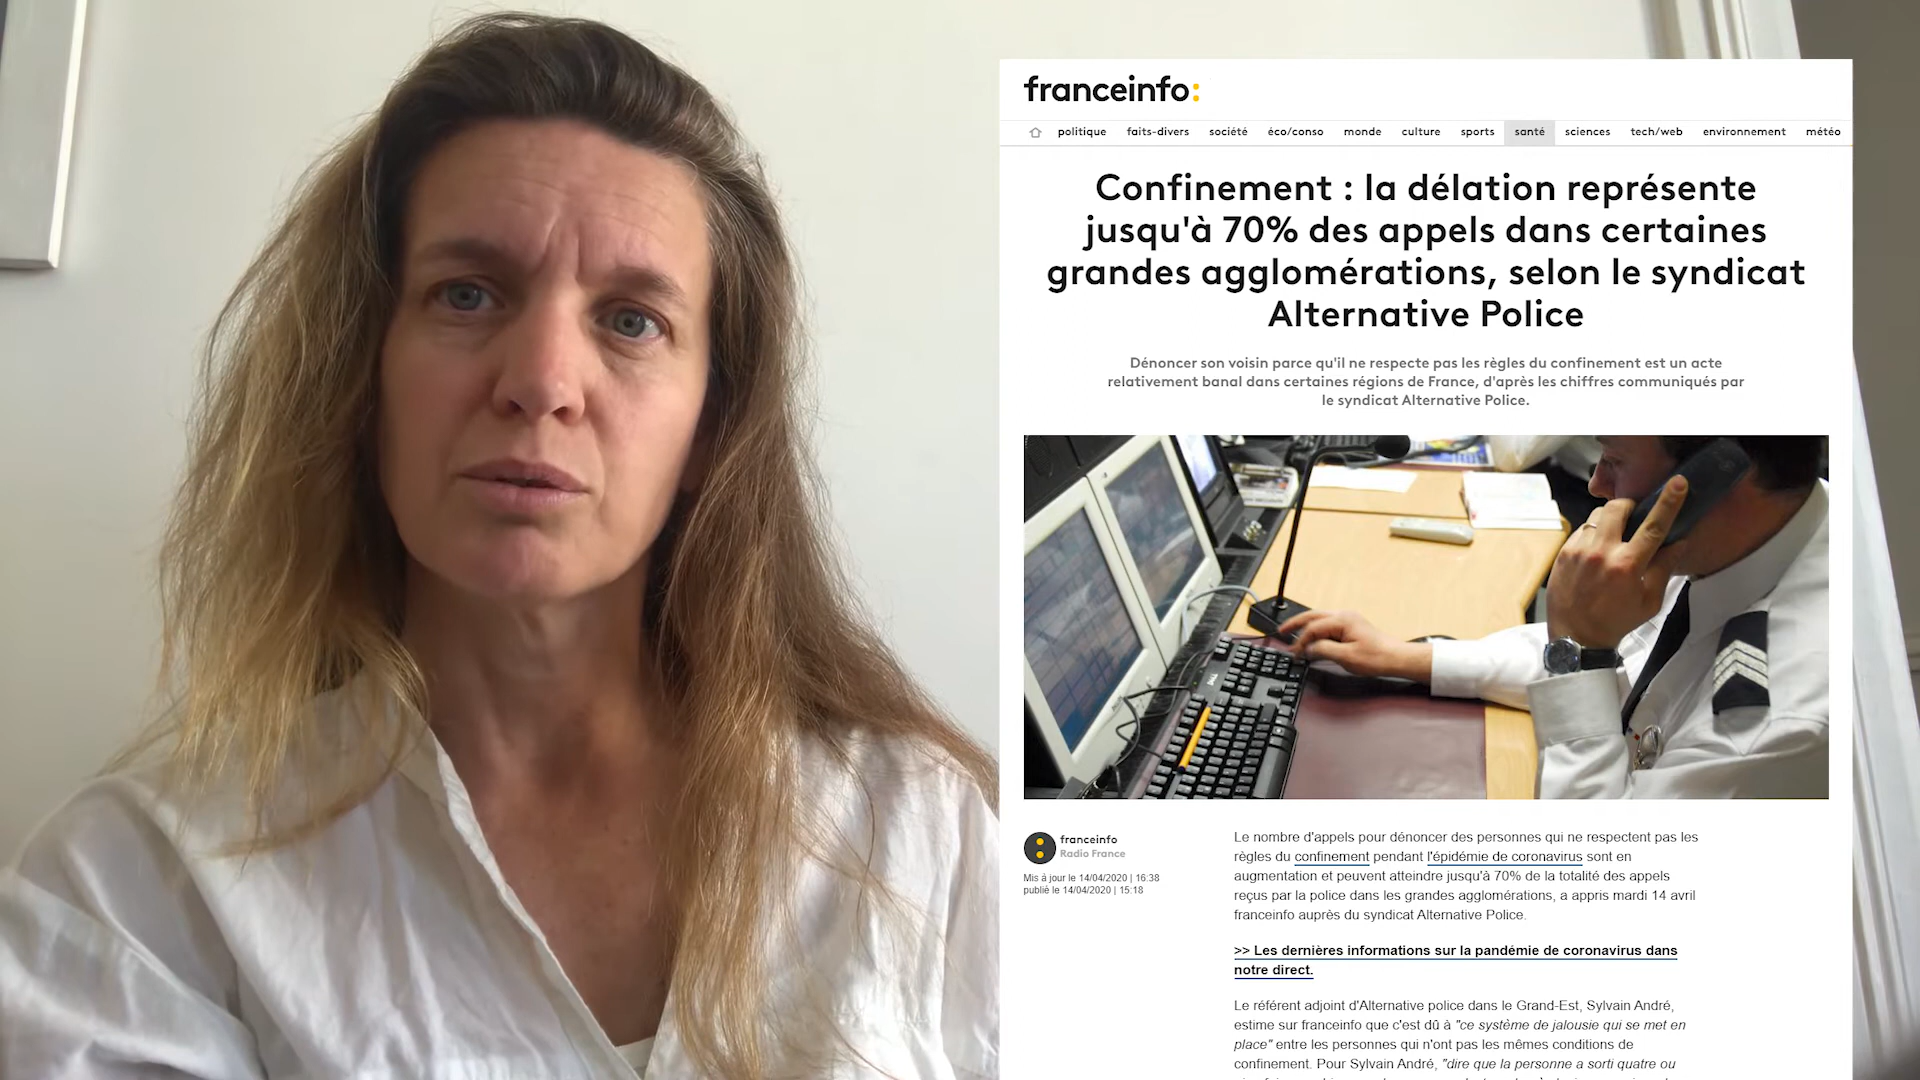 franceinfo:
politique faits-divers société éco/conso monde culture sports santé sciences tech/web environnement météo
Confinement : la délation représente
jusqu'à 70% des appels dans certaines
grandes agglomérations, selon le syndicat
Alternative Police
Dénoncer son voisin parce qu'il ne respecte pas les règles du confinement est un acte
relativement banal dans certaines régions de France, d'après les chiffres communiqués par
le syndicat Alternative Police.
DELL
franceinfo
Radio France
Mis à jour le 14/04/2020 | 16:38
publié le 14/04/2020 | 15:18
Le nombre d'appels pour dénoncer des personnes qui ne respectent pas les
règles du confinement pendant l'épidémie de coronavirus sont en
augmentation et peuvent atteindre jusqu'à 70% de la totalité des appels
reçus par la police dans les grandes agglomérations, a appris mardi 14 avril
franceinfo auprès du syndicat Alternative Police.
>> Les dernières informations sur la pandémie de coronavirus dans
notre direct.
Le référent adjoint d'Alternative police dans le Grand-Est, Sylvain André,
estime sur franceinfo que c'est dû à "ce système de jalousie qui se met en
place" entre les personnes qui n'ont pas les mêmes conditions de
confinement. Pour Sylvain André, "dire que la personne a sorti quatre ou